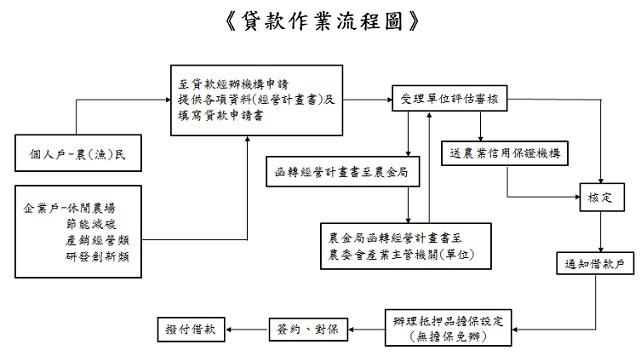 《貸款作業流程圖》
至貸款經辦機構申請
提供各項資料(經營計畫書)及
填寫貸款申請書
受理單位評估審核
個人戶-農(漁)民
送農業信用保證機構
函轉經營計畫書至農金局
企業戶-休閒農場
節能減碳
產銷經營類
研發創新類
核定
農金局函轉經營計畫書至
農委會產業主管機關(單位)
通知借款戶
辦理抵押品擔保設定
(無擔保免辦)
簽約、對保
撥付借款